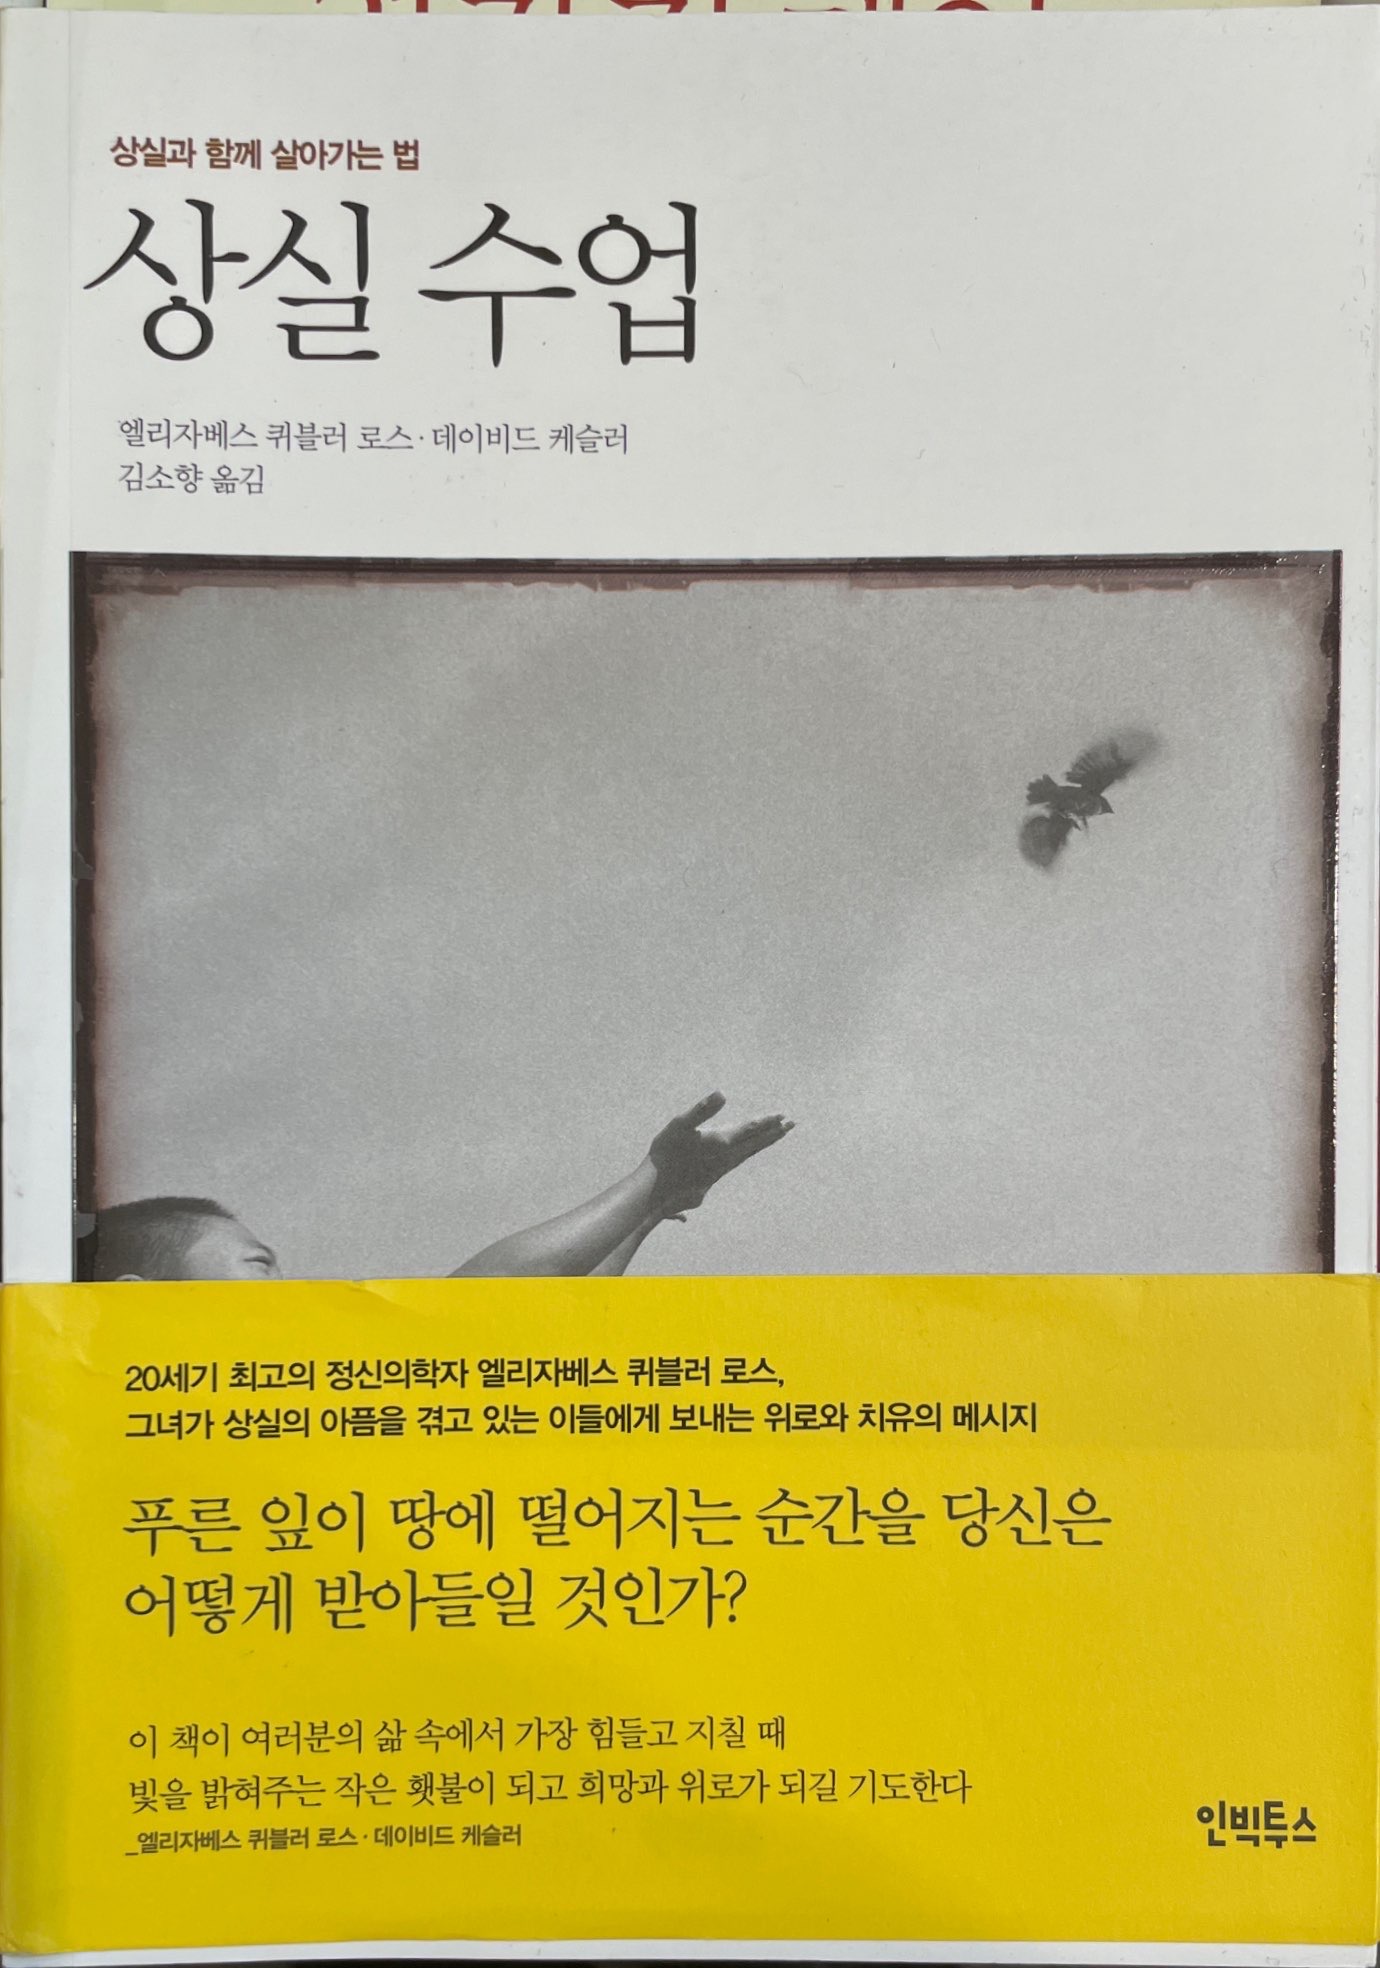 상실과 함께 살아가는 법
상실 수업
엘리자베스 퀴블러 로스·데이비드 케슬러
김소향 옮김
20세기 최고의 정신의학자 엘리자베스 퀴블러 로스,
그녀가 상실의 아픔을 겪고 있는 이들에게 보내는 위로와 치유의 메시지
푸른 잎이 땅에 떨어지는 순간을 당신은
어떻게 받아들일 것인가?
이 책이 여러분의 삶 속에서 가장 힘들고 지칠 때
빛을 밝혀주는 작은 횃불이 되고 희망과 위로가 되길 기도한다
_엘리자베스 퀴블러 로스·데이비드 케슬러
인빅투스